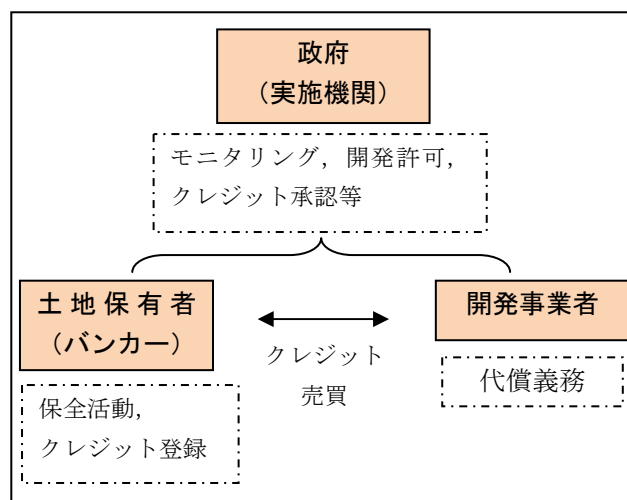 政府
(実施機関)
モニタリング，開発許可，
クレジット承認等
土地保有者
(バンカー)
開発事業者
クレジット
売買
代償義務
保全活動，
クレジット登録